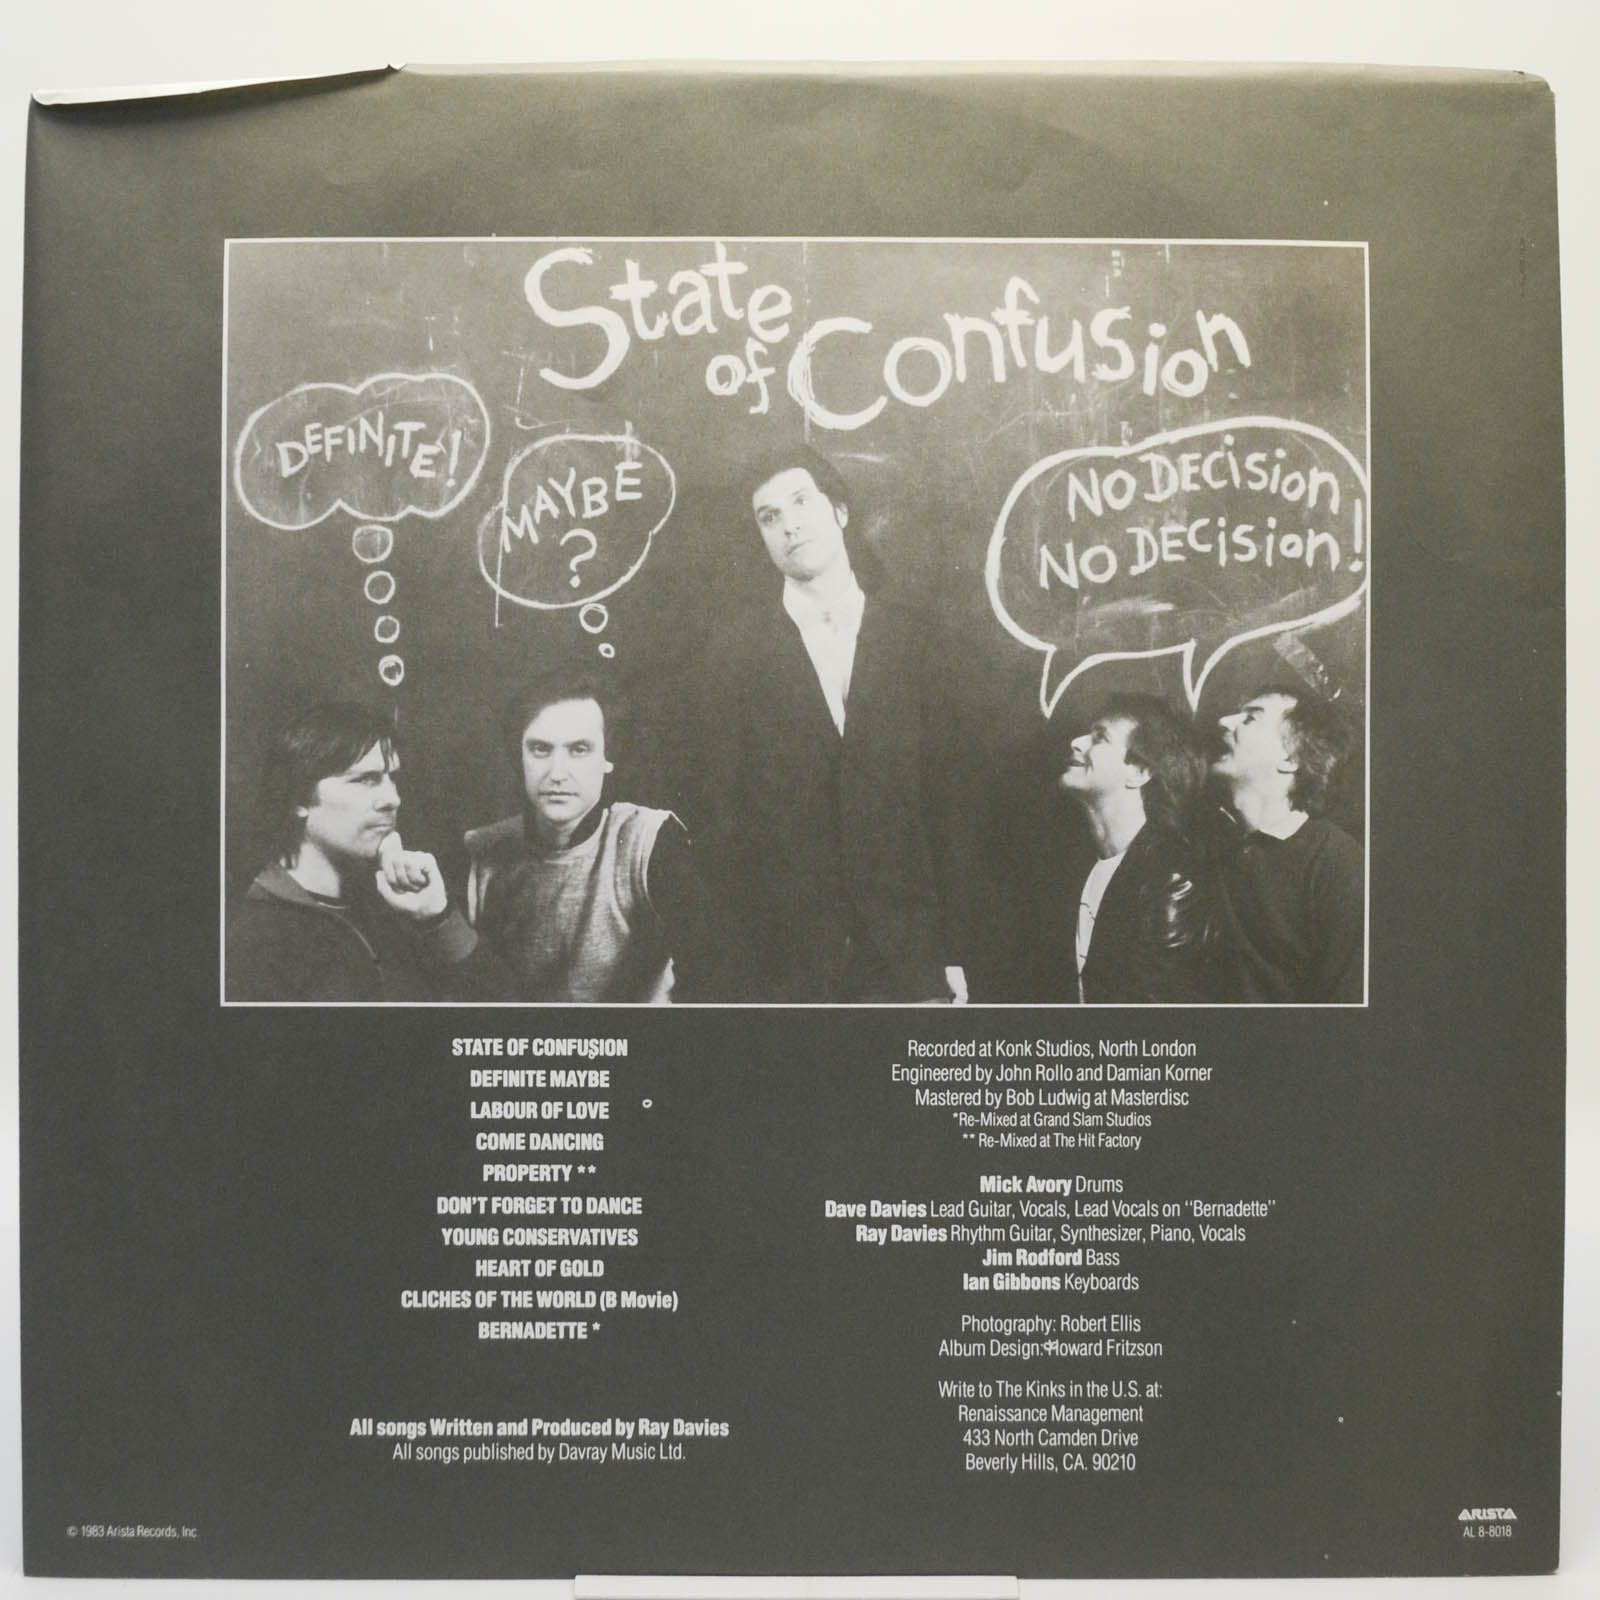 State
of Confusion
DEFINITE!
MAYBE
?
NO DECISION
NO DECISION!
STATE OF CONFUSION
DEFINITE MAYBE
LABOUR OF LOVE
COME DANCING
PROPERTY **
DON'T FORGET TO DANCE
YOUNG CONSERVATIVES
HEART OF GOLD
CLICHES OF THE WORLD (B Movie)
BERNADETTE *
All songs Written and Produced by Ray Davies
All songs published by Davray Music Ltd.
Recorded at Konk Studios, North London
Engineered by John Rollo and Damian Korner
Mastered by Bob Ludwig at Masterdisc
*Re-Mixed at Grand Slam Studios
** Re-Mixed at The Hit Factory
Mick Avory Drums
Dave Davies Lead Guitar, Vocals, Lead Vocals on "Bernadette"
Ray Davies Rhythm Guitar, Synthesizer, Piano, Vocals
Jim Rodford Bass
Ian Gibbons Keyboards
Photography: Robert Ellis
Album Design: Howard Fritzson
Write to The Kinks in the U.S. at:
Renaissance Management
433 North Camden Drive
Beverly Hills, CA. 90210
© 1983 Arista Records, Inc.
ARISTA
AL 8-8018